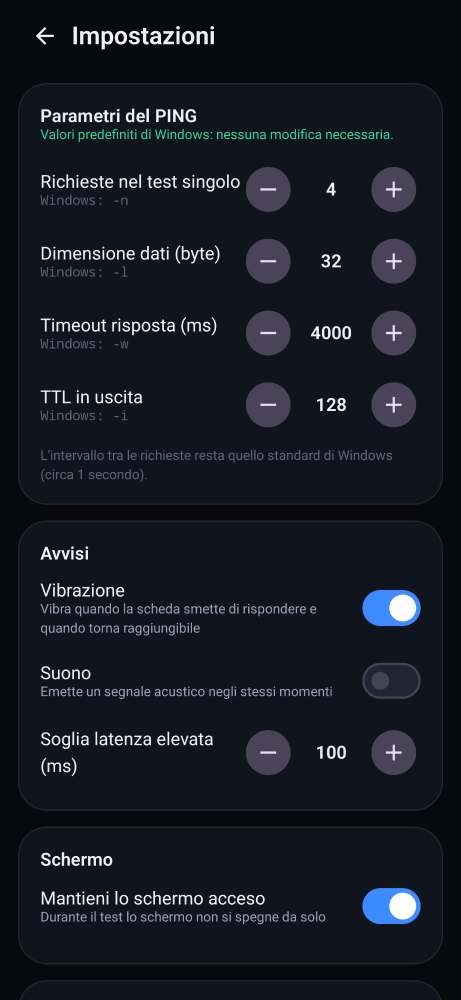 Impostazioni
Parametri del PING
Valori predefiniti di Windows: nessuna modifica necessaria.
Richieste nel test singolo
Windows: -n
4
Dimensione dati (byte)
Windows: -l
32
Timeout risposta (ms)
Windows: -w
4000
TTL in uscita
Windows: -i
128
L'intervallo tra le richieste resta quello standard di Windows
(circa 1 secondo).
Avvisi
Vibrazione
Vibra quando la scheda smette di rispondere e
quando torna raggiungibile
Suono
Emette un segnale acustico negli stessi momenti
Soglia latenza elevata
(ms)
100
Schermo
Mantieni lo schermo acceso
Durante il test lo schermo non si spegne da solo